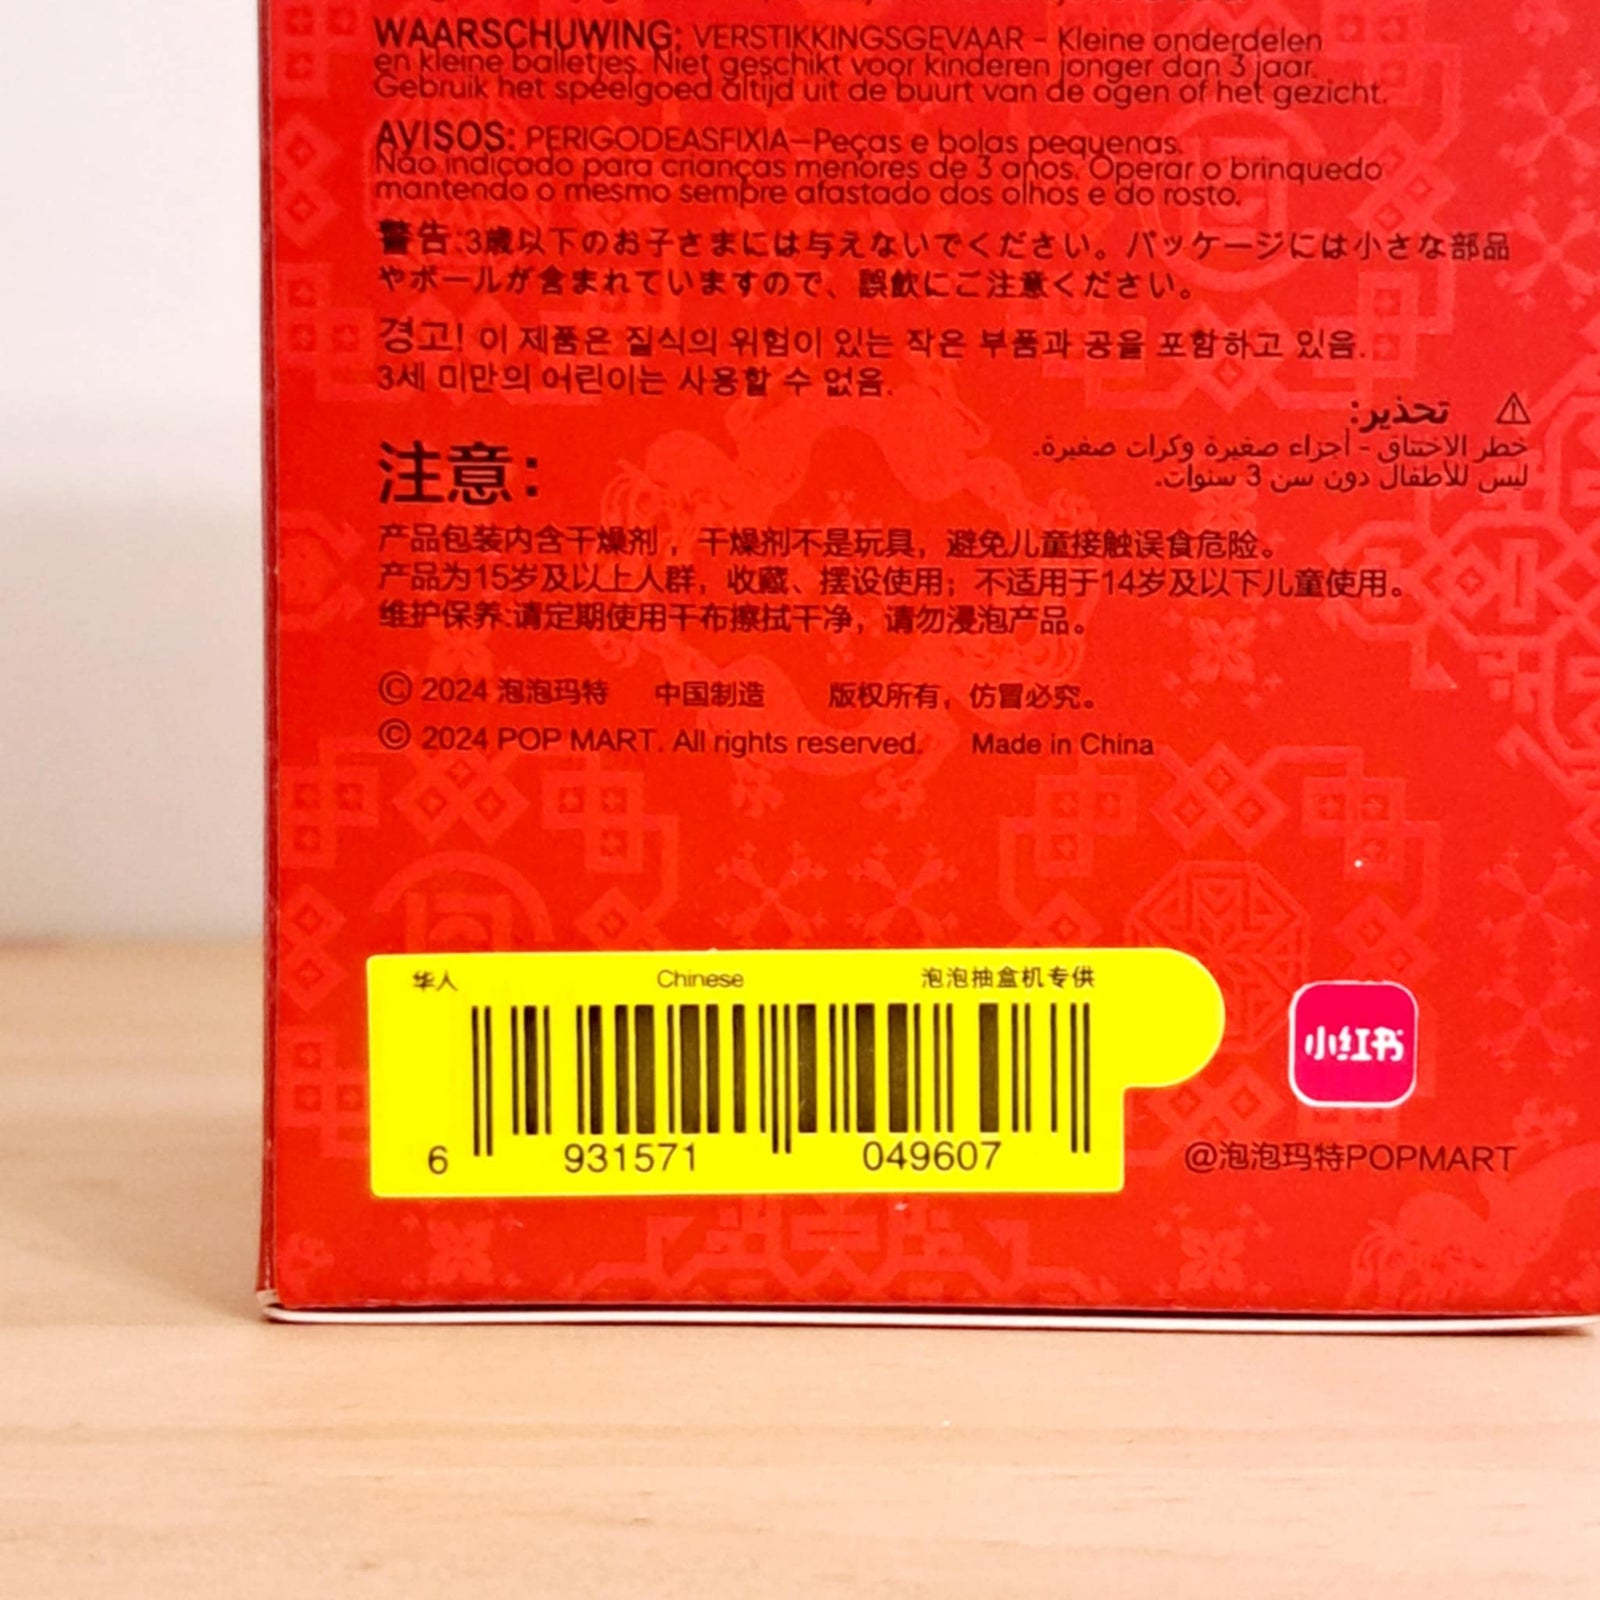 WAARSCHUWING: VERSTIKKINGSGEVAAR - Kleine onderdelen
en kleine balletjes. Niet geschikt voor kinderen jonger dan 3 jaar.
Gebruik het speelgoed altijd uit de buurt van de ogen of het gezicht.
AVISOS: PERIGODEASFIXIA–Peças e bolas pequenas.
Não indicado para crianças menores de 3 anos. Operar o brinquedo
mantendo o mesmo sempre afastado dos olhos e do rosto.
警告:3歳以下のお子さまには与えないでください。パッケージには小さな部品
やボールが含まれていますので、誤飲にご注意ください。
경고! 이 제품은 질식의 위험이 있는 작은 부품과 공을 포함하고 있음.
3세 미만의 어린이는 사용할 수 없음.
⚠ تحذير:
خطر الاختناق - أجزاء صغيرة وكرات صغيرة.
ليس للأطفال دون سن 3 سنوات.
注意：
产品包装内含干燥剂，干燥剂不是玩具，避免儿童接触误食危险。
产品为15岁及以上人群，收藏、摆设使用；不适用于14岁及以下儿童使用。
维护保养:请定期使用干布擦拭干净，请勿浸泡产品。
© 2024 泡泡玛特 中国制造 版权所有，仿冒必究。
© 2024 POP MART. All rights reserved. Made in China
华人 Chinese 泡泡抽盒机专供
6 931571 049607
小红书
@泡泡玛特POPMART